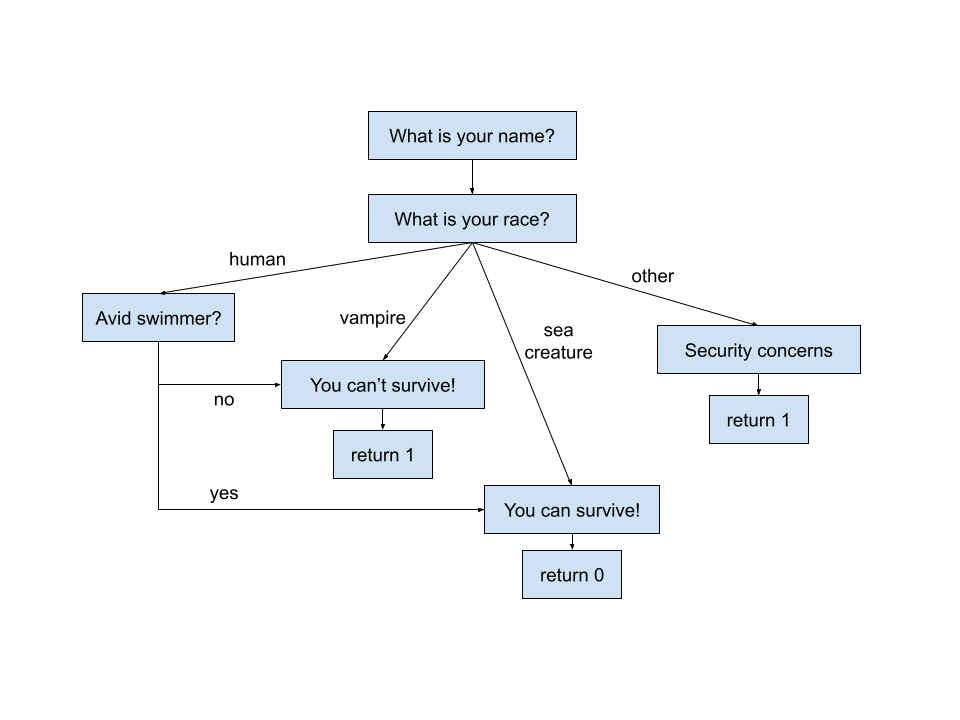 What is your name?
What is your race?
human
other
Avid swimmer?
vampire
sea
creature
Security concerns
You can't survive!
no
return 1
return 1
yes
You can survive!
return 0